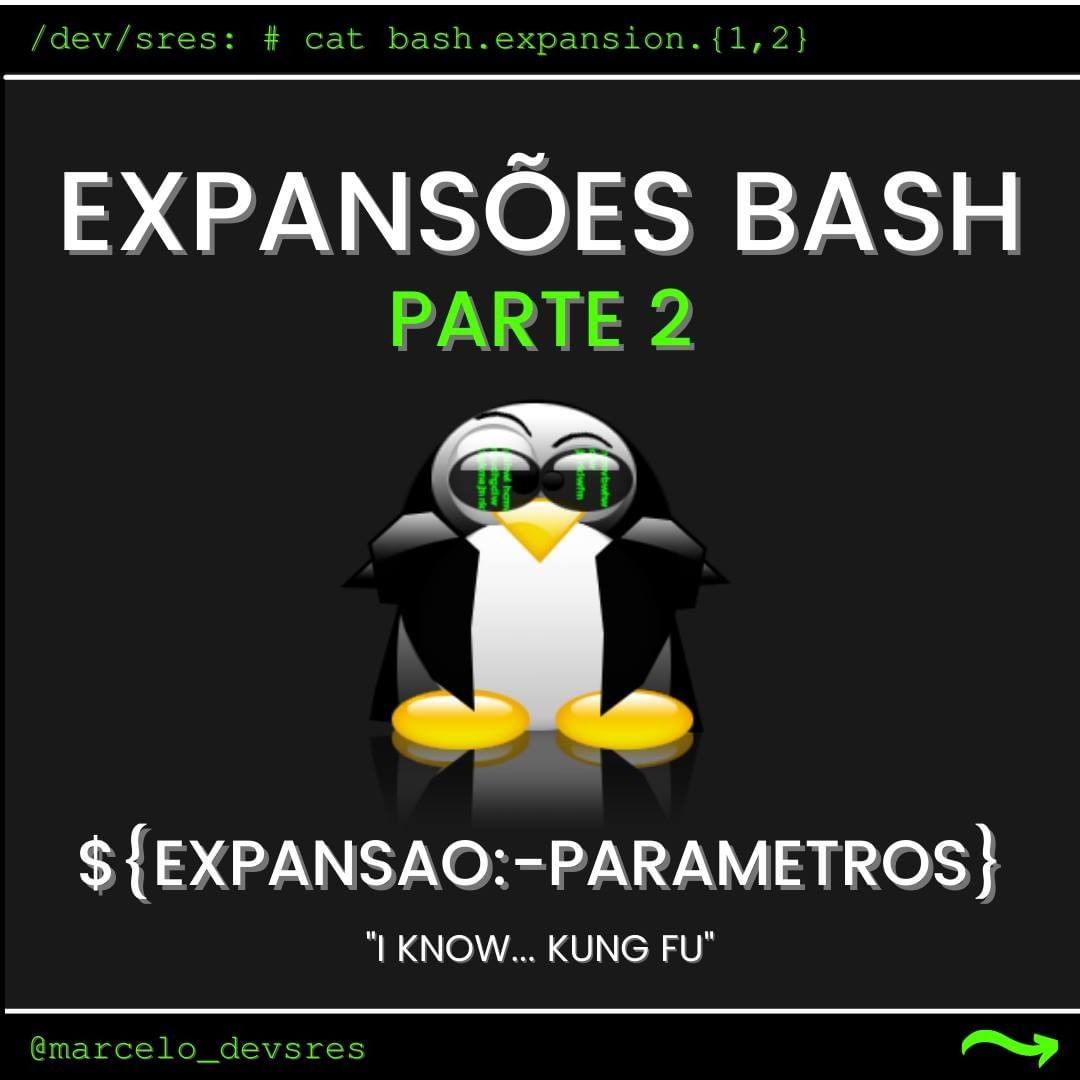 /dev/sres: # cat bash.expansion.{1,2}
EXPANSÕES BASH
PARTE 2
${EXPANSAO:-PARAMETROS}
"I KNOW... KUNG FU"
@marcelo_devsres